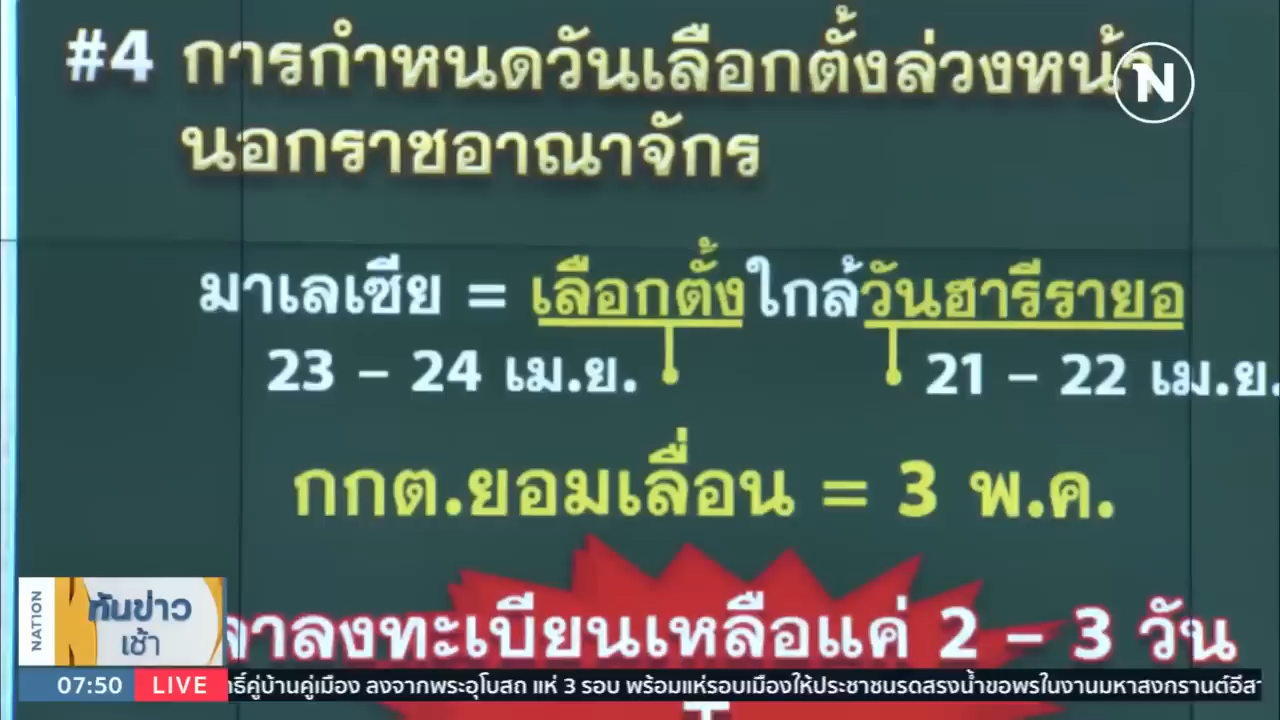 #4 การกำหนดวันเลือกตั้งล่วงหน้า
นอกราชอาณาจักร
N
มาเลเซีย = เลือกตั้งใกล้วันฮารีรายอ
23 – 24 เม.ย.
21 – 22 เม.ย.
กกต.ยอมเลื่อน = 3 พ.ค.
ลาลงทะเบียนเหลือแค่ 2 – 3 วัน
NATION
ทันข่าว
เช้า
07:50 LIVE
คู่บ้านคู่เมือง ลงจากพระอุโบสถ แห่ 3 รอบ พร้อมแห่รอบเมืองให้ประชาชนรดสรงน้ำขอพรในงานมหาสงกรานต์อีสา